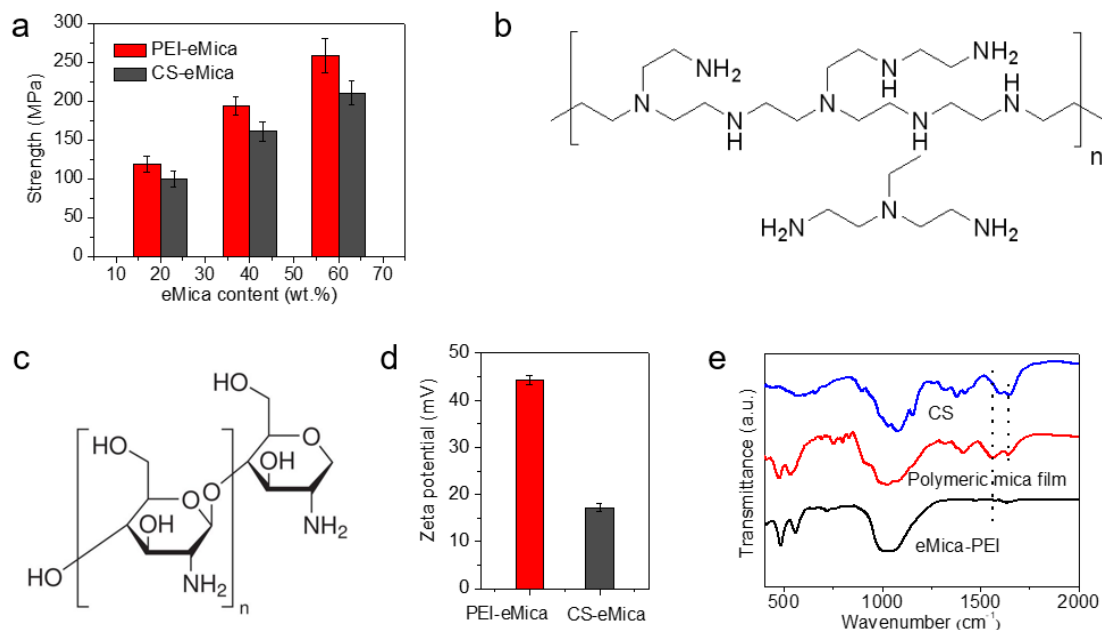 a
300
250
200
150
100
50
0
Strength (MPa)
PEI-eMica
CS-eMica
10 20 30 40 50 60 70
eMica content (wt.%)
b
NH2
N
H
NH2
H
N
N
N
N
H
N
H
n
N
H2N
NH2
c
HO
HO
O
OH
O
O
OH
NH2
HO
NH2
n
d
50
40
30
20
10
0
Zeta potential (mV)
PEI-eMica CS-eMica
e
Transmittance (a.u.)
CS
Polymeric mica film
eMica-PEI
500 1000 1500 2000
Wavenumber (cm-1)